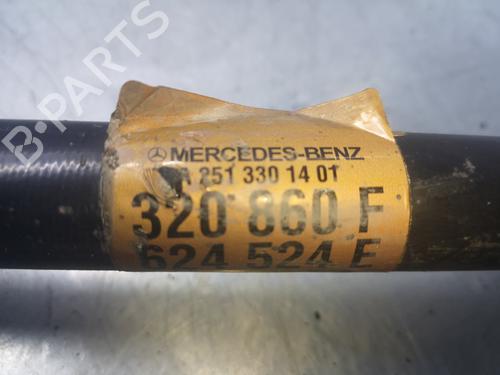 B-PARTS
MERCEDES-BENZ
A 251 330 14 01
320 860 F
624 524 E